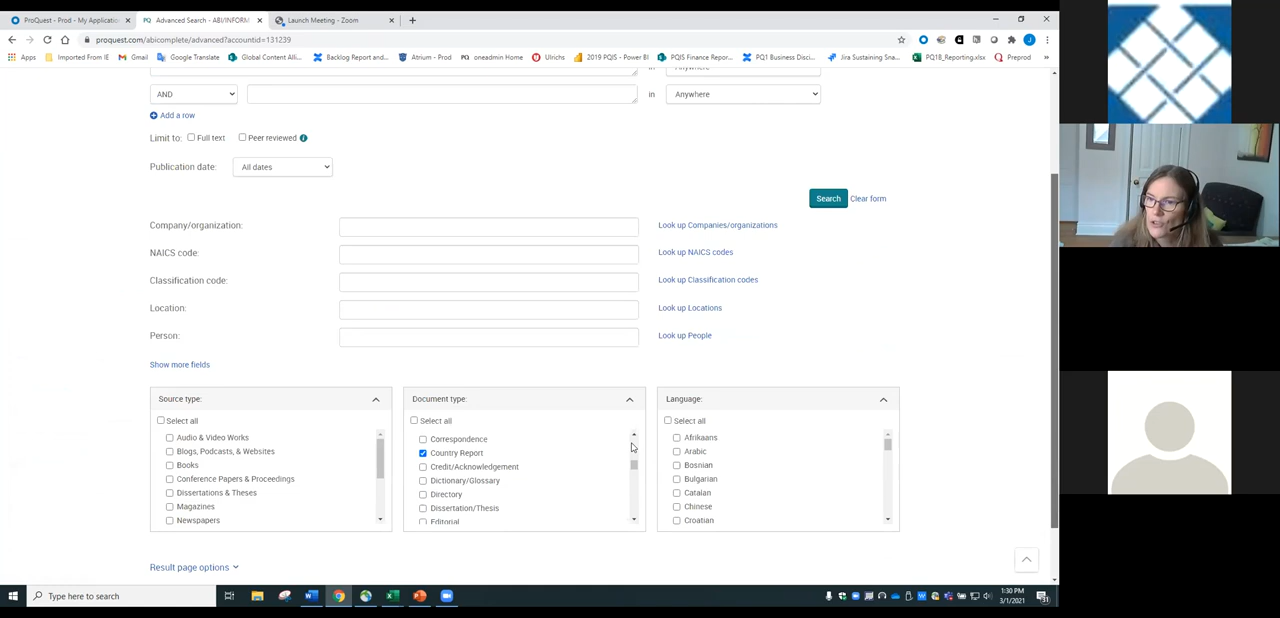 ProQuest - Prod - My Applicatio
PQ Advanced Search - ABI/INFORM
Launch Meeting - Zoom
proquest.com/abicomplete/advanced?accountid=131239
Apps
Imported From IE
Gmail
Google Translate
Global Content Alli...
Backlog Report and...
Atrium - Prod
oneadmin Home
Ulrichs
2019 PQIS - Power BI
PQIS Finance Repor...
PQ1 Business Disci...
Jira Sustaining Sna...
PQ18_Reporting.xlsx
Preprod
in Anywhere
AND
in Anywhere
Add a row
Limit to: Full text Peer reviewed
Publication date: All dates
Search Clear form
Company/organization: Look up Companies/organizations
NAICS code: Look up NAICS codes
Classification code: Look up Classification codes
Location: Look up Locations
Person: Look up People
Show more fields
Source type:
Select all
Audio & Video Works
Blogs, Podcasts, & Websites
Books
Conference Papers & Proceedings
Dissertations & Theses
Magazines
Newspapers
Document type:
Select all
Correspondence
Country Report
Credit/Acknowledgement
Dictionary/Glossary
Directory
Dissertation/Thesis
Editorial
Language:
Select all
Afrikaans
Arabic
Bosnian
Bulgarian
Catalan
Chinese
Croatian
Result page options
Type here to search
1:30 PM
3/1/2021